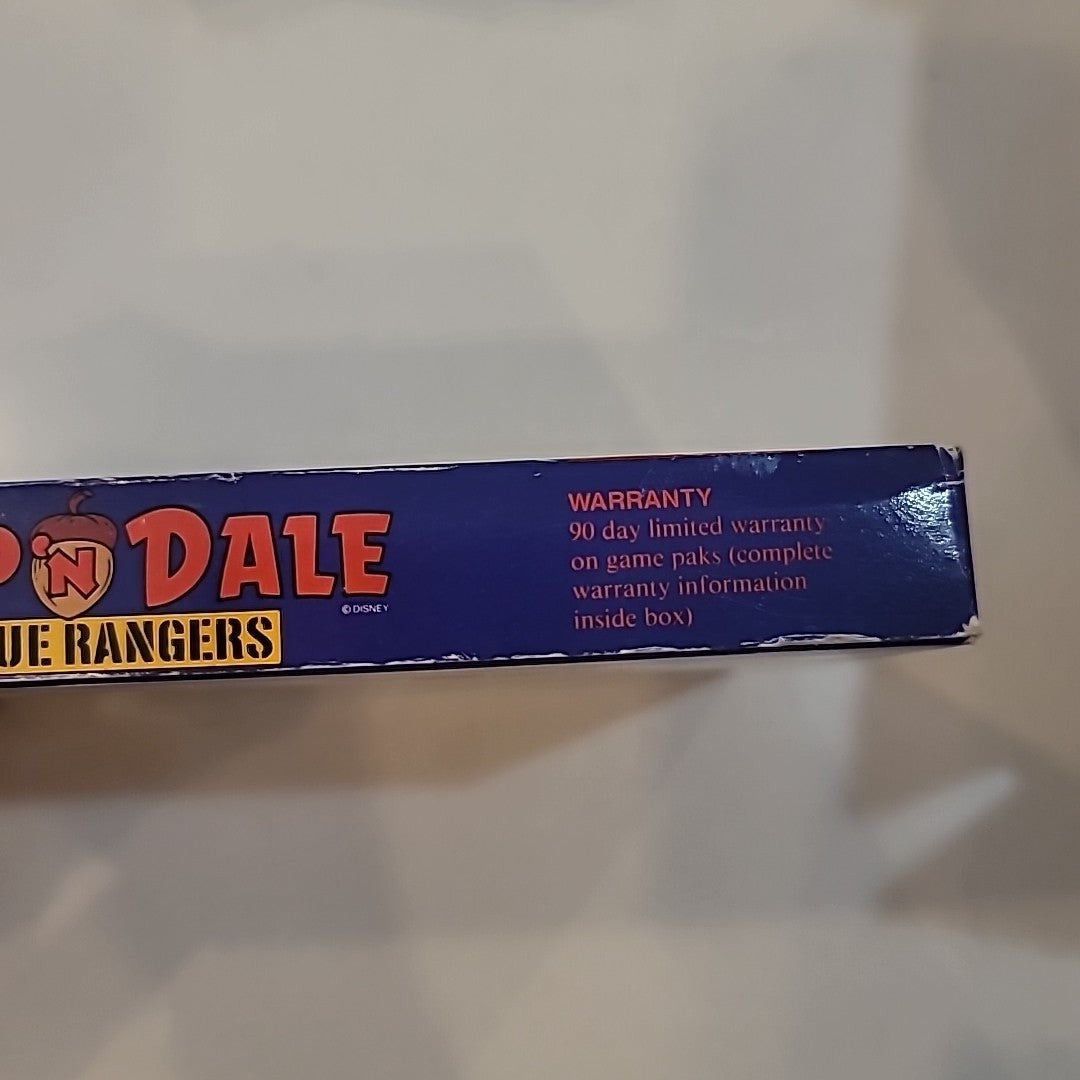 P 'N DALE
© DISNEY
UE RANGERS
WARRANTY
90 day limited warranty
on game paks (complete
warranty information
inside box)